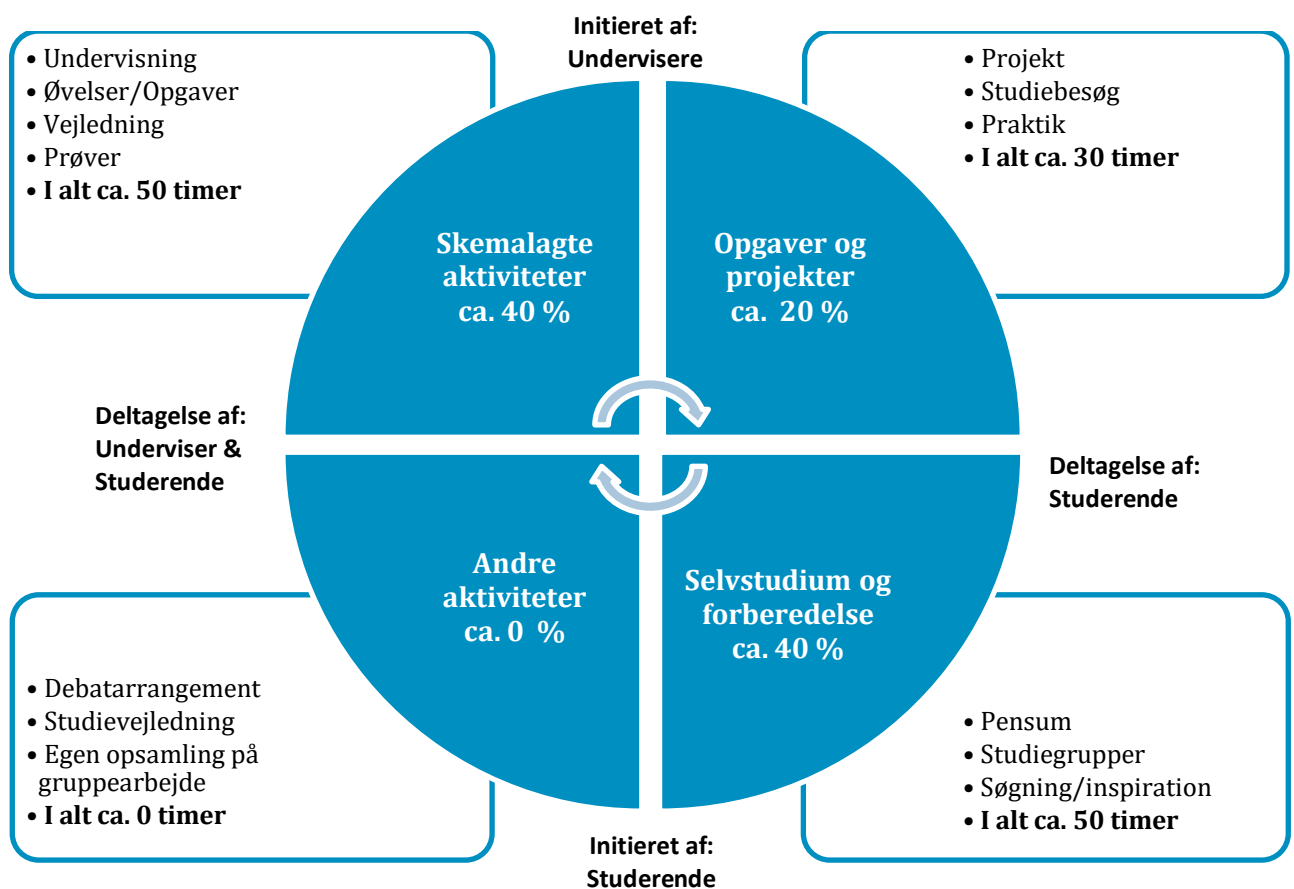 Initieret af:
Undervisere
• Undervisning
• Øvelser/Opgaver
• Vejledning
• Prøver
• I alt ca. 50 timer
• Projekt
• Studiebesøg
• Praktik
• I alt ca. 30 timer
Skemalagte
aktiviteter
ca. 40 %
Opgaver og
projekter
ca. 20 %
Deltagelse af:
Underviser &
Studerende
Deltagelse af:
Studerende
Andre
aktiviteter
ca. 0 %
Selvstudium og
forberedelse
ca. 40 %
• Debatarrangement
• Studievejledning
• Egen opsamling på
gruppearbejde
• I alt ca. 0 timer
• Pensum
• Studiegrupper
• Søgning/inspiration
• I alt ca. 50 timer
Initieret af:
Studerende